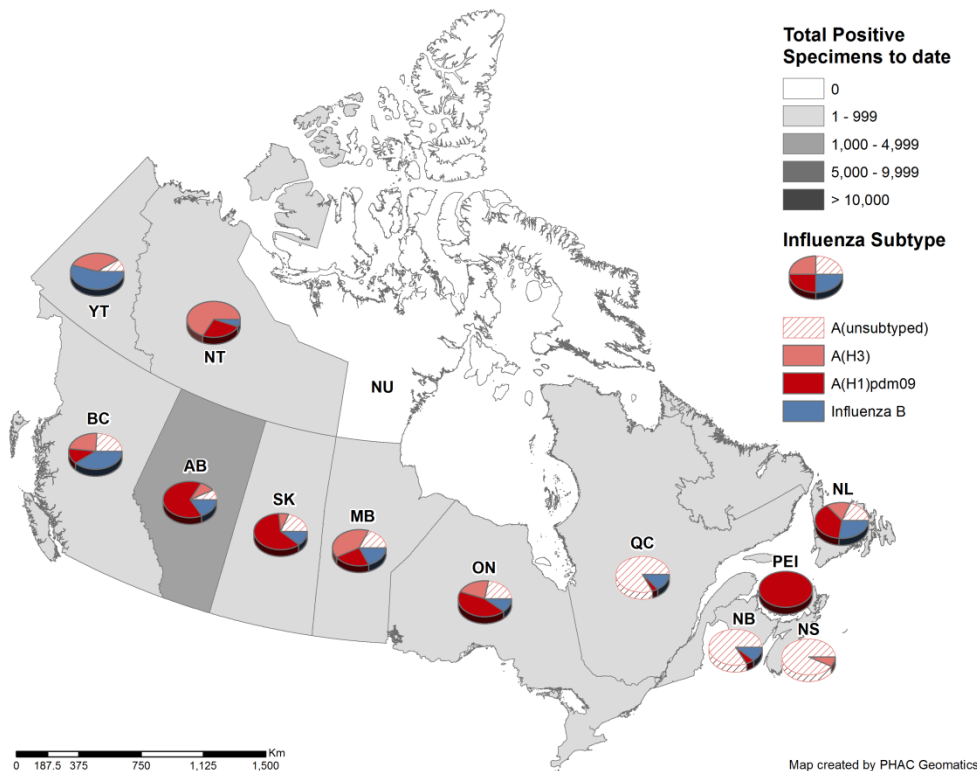 Total Positive
Specimens to date
0
1 - 999
1,000 - 4,999
5,000 - 9,999
> 10,000
Influenza Subtype
A(unsubtyped)
A(H3)
A(H1)pdm09
Influenza B
YT
NT
NU
BC
AB
SK
MB
ON
QC
NL
PEI
NB
NS
Km
0 187.5 375 750 1,125 1,500
Map created by PHAC Geomatics